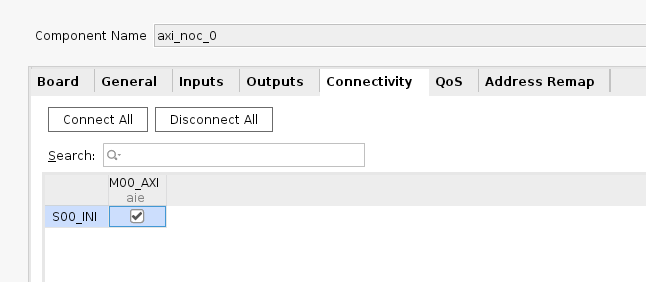 Component Name axi_noc_0
Board General Inputs Outputs Connectivity QoS Address Remap
Connect All Disconnect All
Search:
M00_AXI
aie
S00_INI